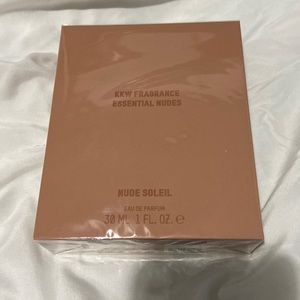 KKW FRAGRANCE
ESSENTIAL NUDES
NUDE SOLEIL
EAU DE PARFUM
30 ML 1 FL. OZ. ℮